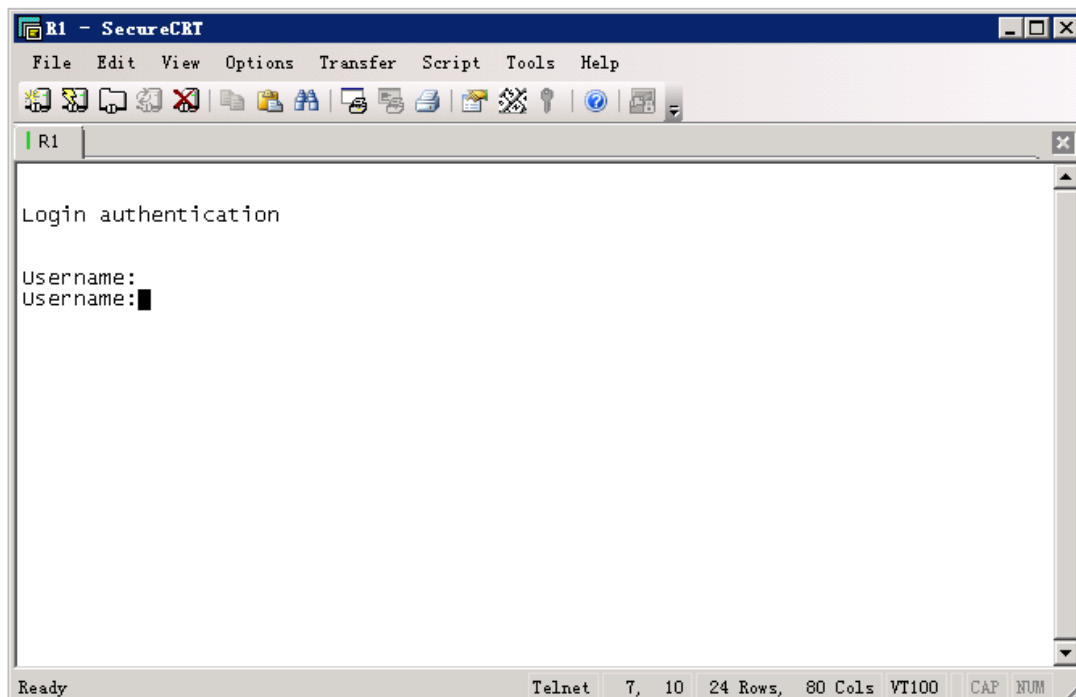 R1 - SecureCRT
File Edit View Options Transfer Script Tools Help
R1
Login authentication
Username:
Username:
Ready Telnet 7, 10 24 Rows, 80 Cols VT100 CAP NUM